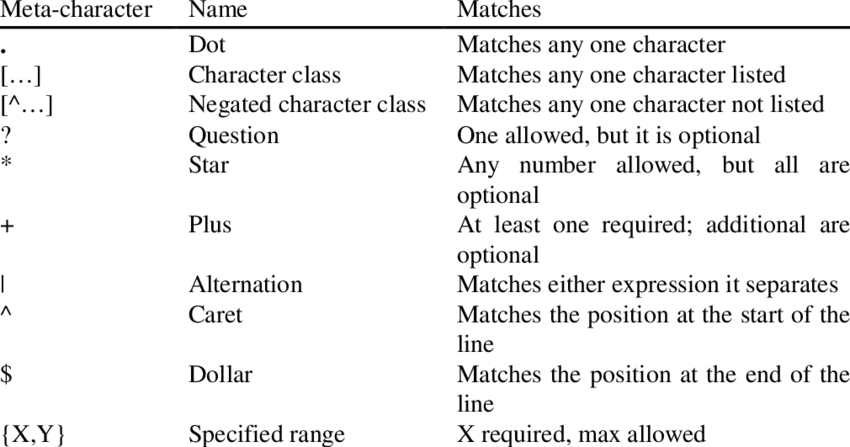 Meta-character Name Matches
. Dot Matches any one character
[…] Character class Matches any one character listed
[^…] Negated character class Matches any one character not listed
? Question One allowed, but it is optional
* Star Any number allowed, but all are
optional
+ Plus At least one required; additional are
optional
| Alternation Matches either expression it separates
^ Caret Matches the position at the start of the
line
$ Dollar Matches the position at the end of the
line
{X,Y} Specified range X required, max allowed